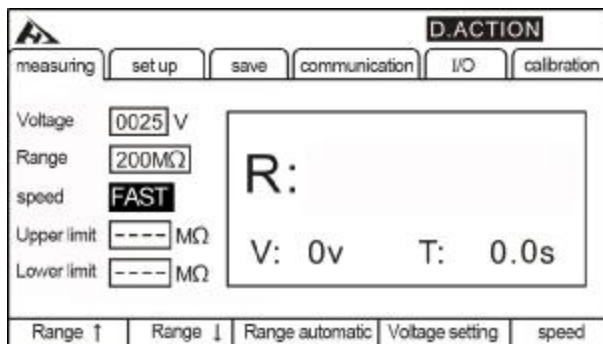 D.ACTION
measuring set up save communication I/O calibration
Voltage 0025 V
Range 200MΩ
speed FAST
Upper limit ---- MΩ
Lower limit ---- MΩ
R:
V: 0v T: 0.0s
Range ↑ Range ↓ Range automatic Voltage setting speed